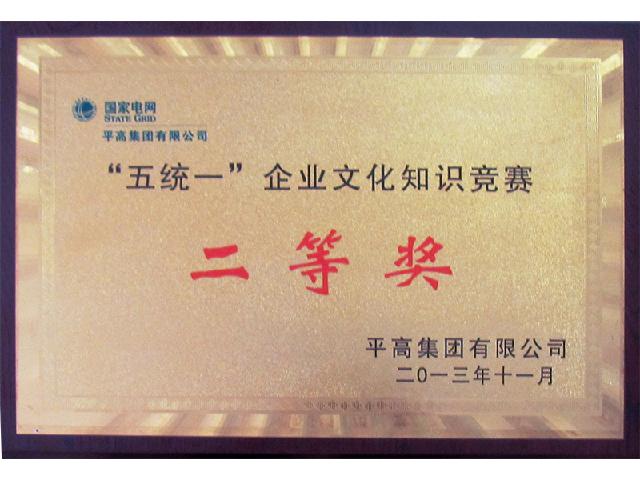 国家电网
STATE GRID
平高集团有限公司
“五统一”企业文化知识竞赛
二等奖
平高集团有限公司
二〇一三年十一月